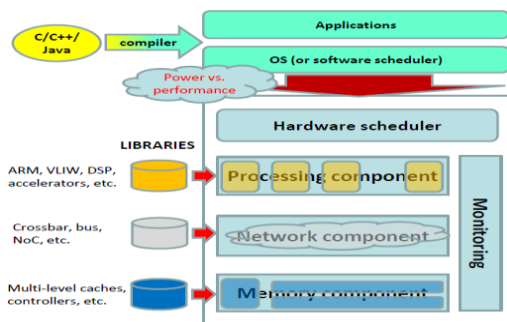 C/C++/
Java
compiler
Applications
OS (or software scheduler)
Power vs.
performance
Hardware scheduler
LIBRARIES
ARM, VLIW, DSP,
accelerators, etc.
Processing component
Crossbar, bus,
NoC, etc.
Network component
Multi-level caches,
controllers, etc.
Memory component
Monitoring